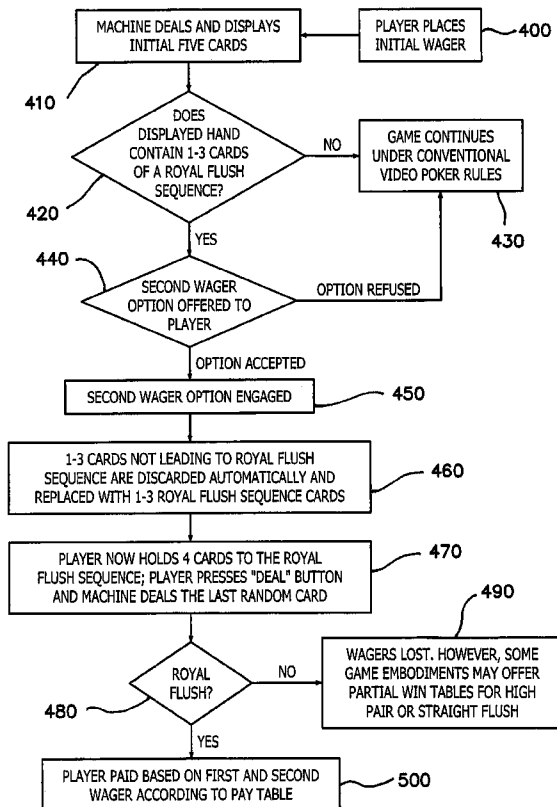 PLAYER PLACES
INITIAL WAGER
400
MACHINE DEALS AND DISPLAYS
INITIAL FIVE CARDS
410
DOES
DISPLAYED HAND
CONTAIN 1-3 CARDS
OF A ROYAL FLUSH
SEQUENCE?
420
NO
GAME CONTINUES
UNDER CONVENTIONAL
VIDEO POKER RULES
430
YES
440
SECOND WAGER
OPTION OFFERED TO
PLAYER
OPTION REFUSED
OPTION ACCEPTED
SECOND WAGER OPTION ENGAGED
450
1-3 CARDS NOT LEADING TO ROYAL FLUSH
SEQUENCE ARE DISCARDED AUTOMATICALLY AND
REPLACED WITH 1-3 ROYAL FLUSH SEQUENCE CARDS
460
PLAYER NOW HOLDS 4 CARDS TO THE ROYAL
FLUSH SEQUENCE; PLAYER PRESSES "DEAL" BUTTON
AND MACHINE DEALS THE LAST RANDOM CARD
470
ROYAL
FLUSH?
480
NO
490
WAGERS LOST. HOWEVER, SOME
GAME EMBODIMENTS MAY OFFER
PARTIAL WIN TABLES FOR HIGH
PAIR OR STRAIGHT FLUSH
YES
PLAYER PAID BASED ON FIRST AND SECOND
WAGER ACCORDING TO PAY TABLE
500